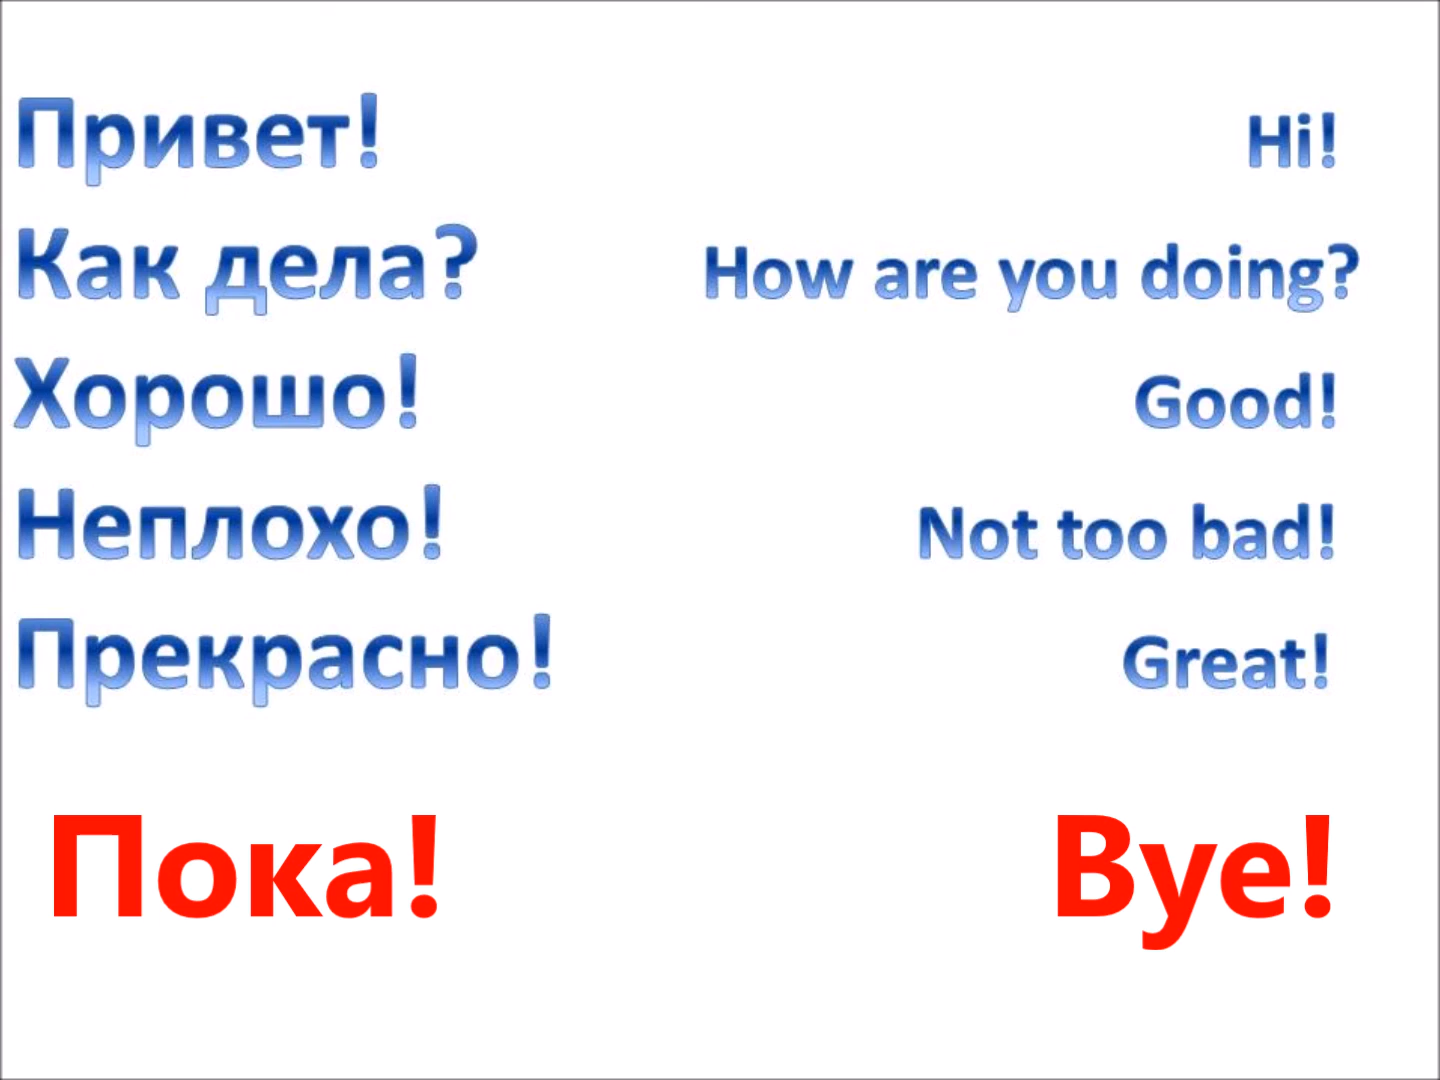 Привет! Hi!
Как дела? How are you doing?
Хорошо! Good!
Неплохо! Not too bad!
Прекрасно! Great!
Пока! Bye!